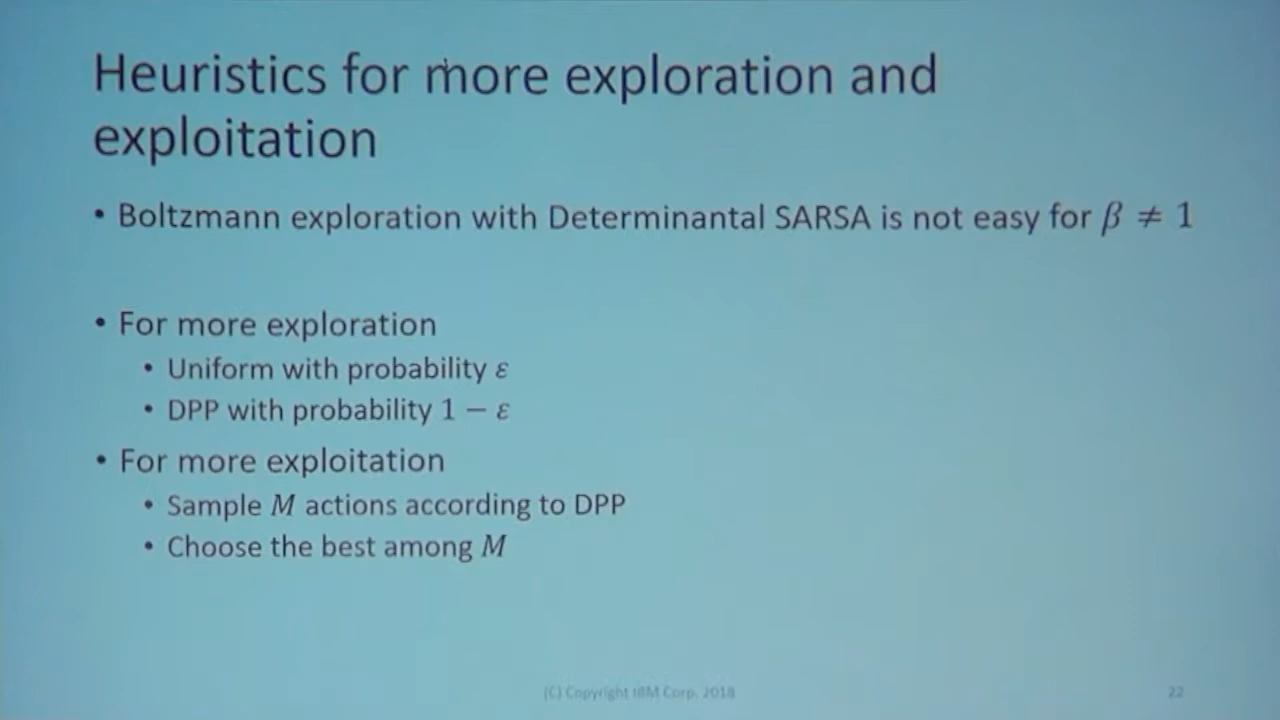 Heuristics for more exploration and
exploitation
• Boltzmann exploration with Determinantal SARSA is not easy for β ≠ 1
• For more exploration
• Uniform with probability ε
• DPP with probability 1 − ε
• For more exploitation
• Sample M actions according to DPP
• Choose the best among M
(C) Copyright IBM Corp. 2018
22